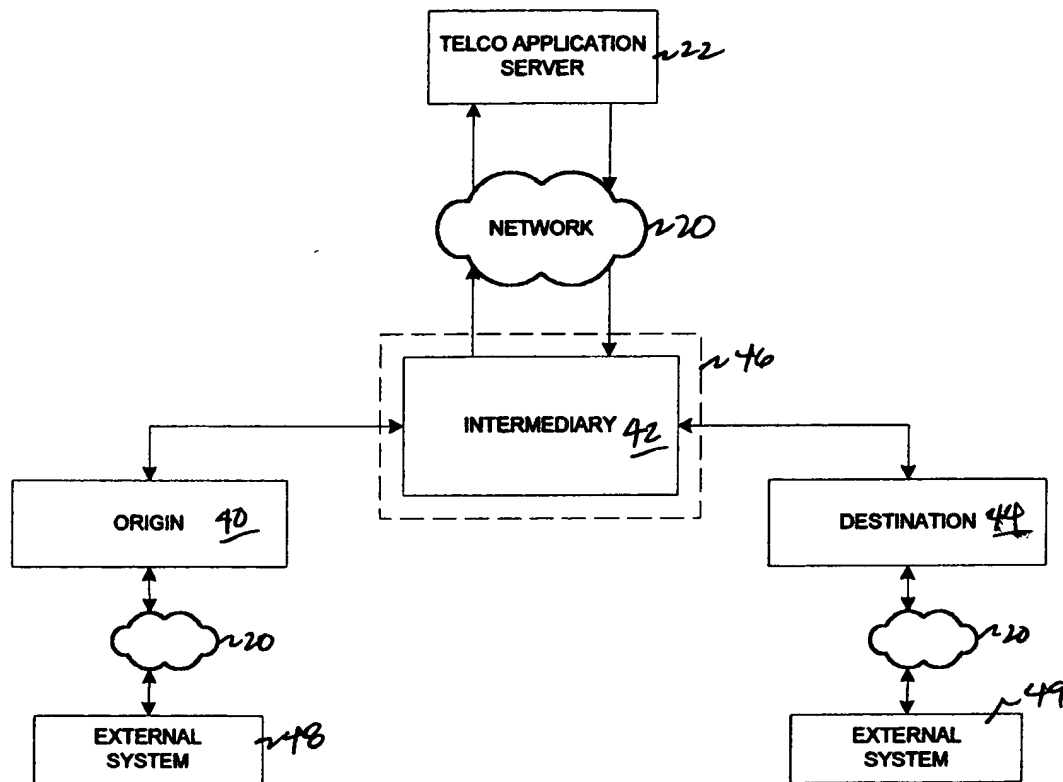 TELCO APPLICATION
SERVER
22
NETWORK
20
46
INTERMEDIARY 42
ORIGIN 40
DESTINATION 44
20
20
EXTERNAL
SYSTEM
48
EXTERNAL
SYSTEM
49